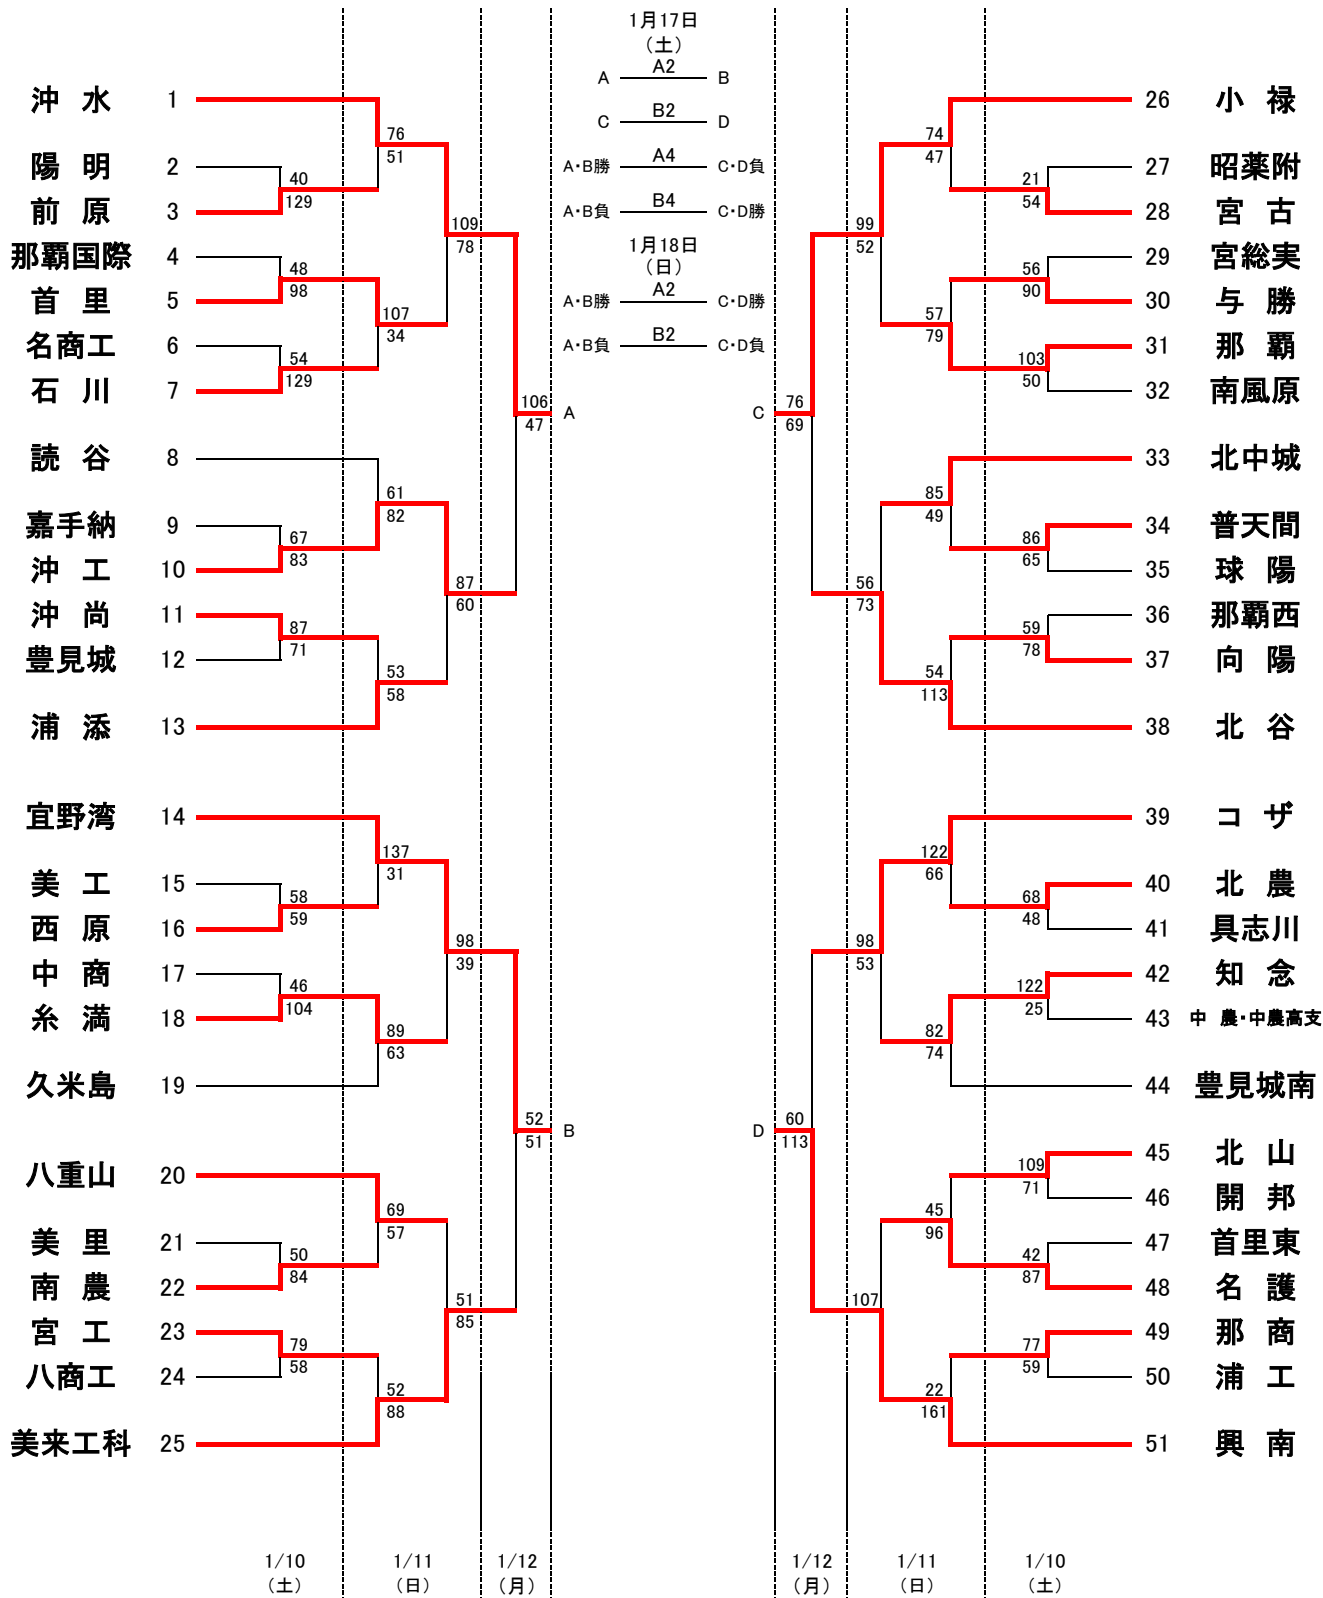 1月17日
（土）
A A2 B
C B2 D
A・B勝 A4 C・D負
A・B負 B4 C・D勝
1月18日
（日）
A・B勝 A2 C・D勝
A・B負 B2 C・D負
沖 水 1
陽 明 2
前 原 3
那覇国際 4
首 里 5
名商工 6
石 川 7
読 谷 8
嘉手納 9
沖 工 10
沖 尚 11
豊見城 12
浦 添 13
宜野湾 14
美 工 15
西 原 16
中 商 17
糸 満 18
久米島 19
八重山 20
美 里 21
南 農 22
宮 工 23
八商工 24
美来工科 25
40
129
48
98
54
129
67
83
87
71
58
59
46
104
50
84
79
58
76
51
107
34
61
82
53
58
137
31
89
63
69
57
52
88
109
78
87
60
98
39
51
85
106
47
A
52
51
B
C
76
69
D
60
113
99
52
56
73
98
53
107
74
47
57
79
85
49
54
113
122
66
82
74
45
96
22
161
21
54
56
90
103
50
86
65
59
78
68
48
122
25
109
71
42
87
77
59
26 小 禄
27 昭薬附
28 宮 古
29 宮総実
30 与 勝
31 那 覇
32 南風原
33 北中城
34 普天間
35 球 陽
36 那覇西
37 向 陽
38 北 谷
39 コ ザ
40 北 農
41 具志川
42 知 念
43 中 農・中農高支
44 豊見城南
45 北 山
46 開 邦
47 首里東
48 名 護
49 那 商
50 浦 工
51 興 南
1/10
（土）
1/11
（日）
1/12
（月）
1/12
（月）
1/11
（日）
1/10
（土）